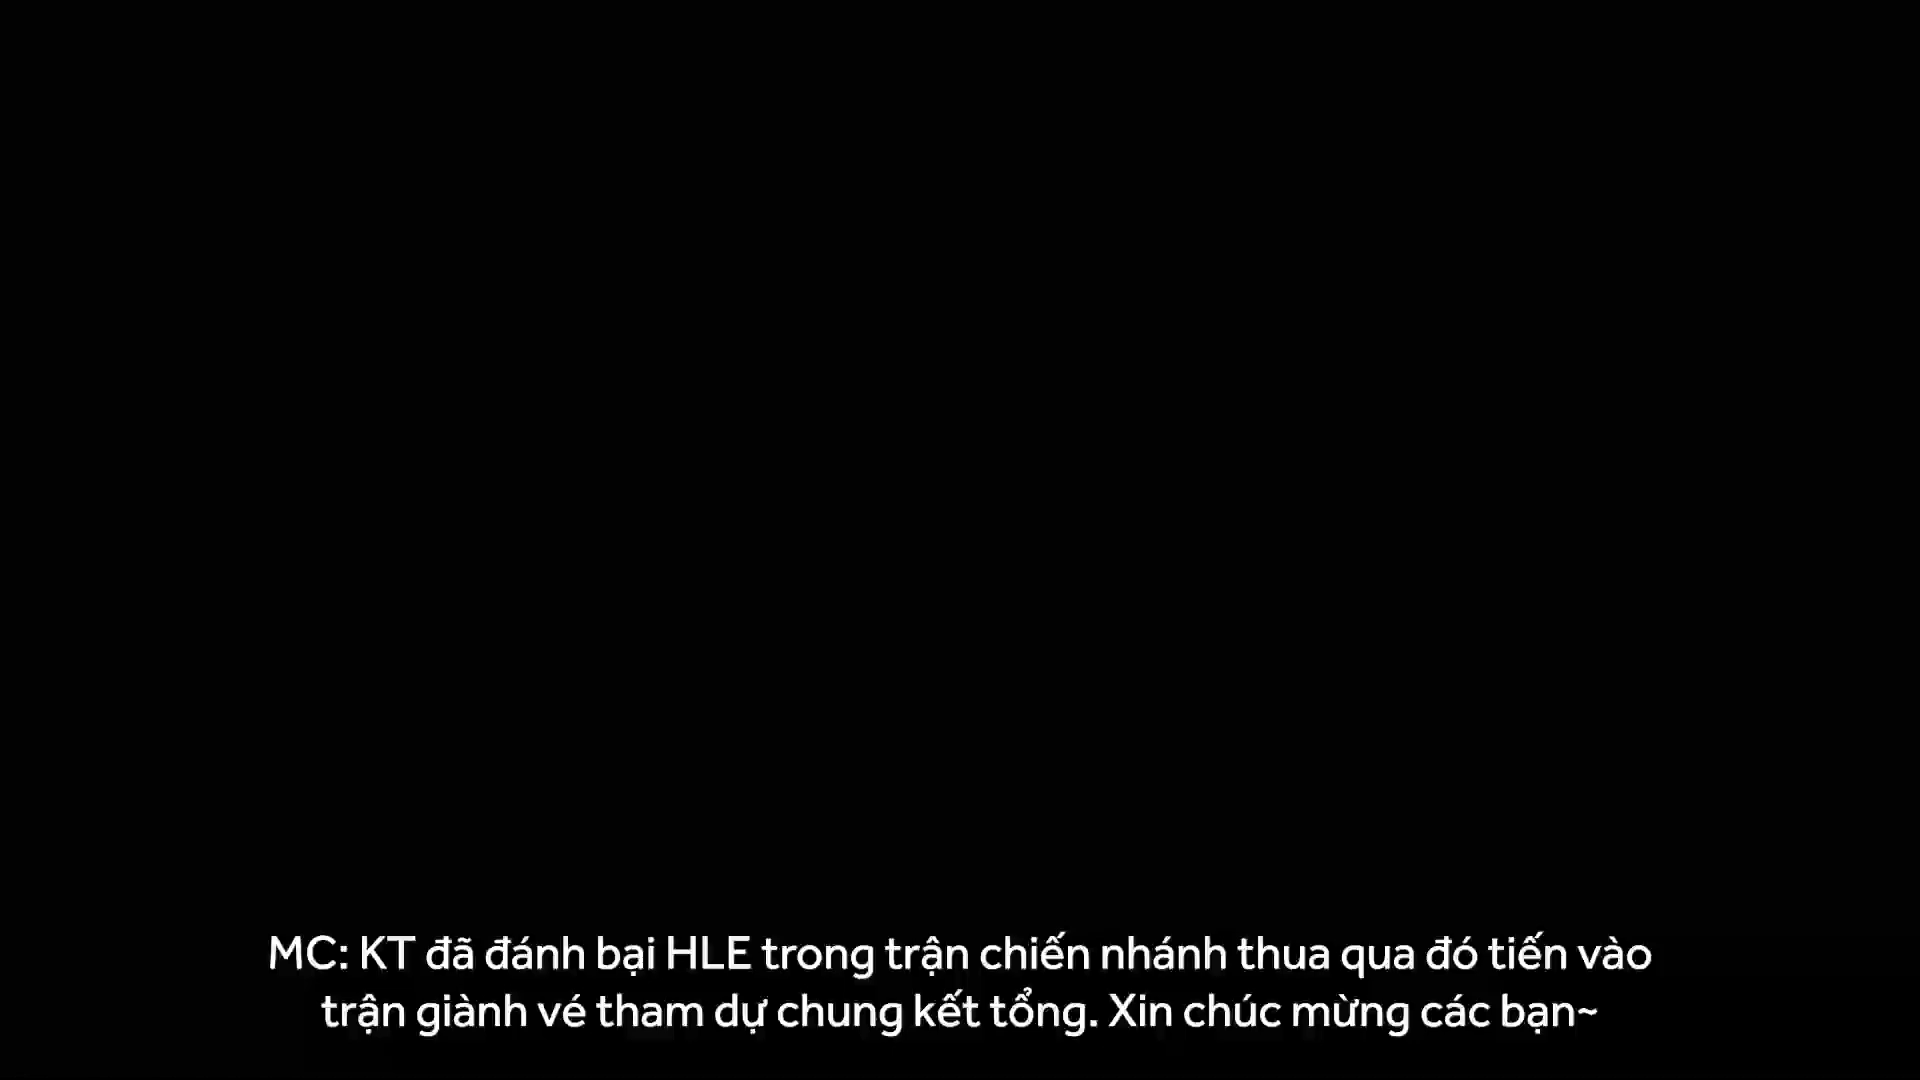 MC: KT đã đánh bại HLE trong trận chiến nhánh thua qua đó tiến vào
trận giành vé tham dự chung kết tổng. Xin chúc mừng các bạn~